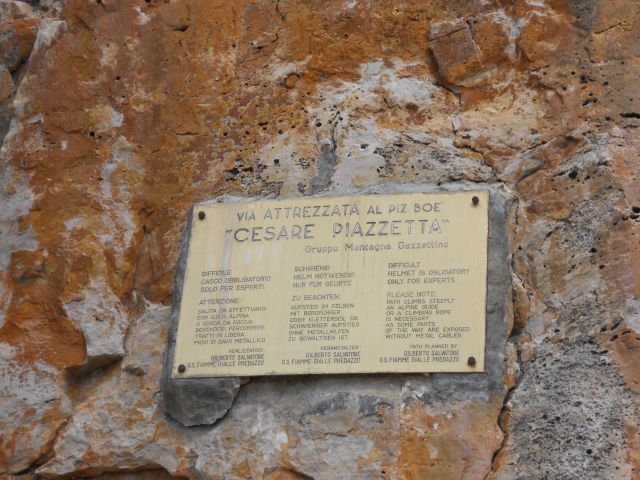 VIA ATTREZZATA AL PIZ BOE
"CESARE PIAZZETTA"
Gruppo Montagna Gazzettino
DIFFICILE
CASCO OBBLIGATORIO
SOLO PER ESPERTI
ATTENZIONE:
SALITA DA EFFETTUARSI
CON GUIDA ALPINA
O CORDA DA ROCCIA
DOVENDOSI PERCORRERE
TRATTI IN LIBERA
PRIVI DI CAVO METALLICO
REALIZZATORI:
GILBERTO SALVATORE
G.S. FIAMME GIALLE PREDAZZO
SCHWIERIG
HELM NOTWENDIG
NUR FUR GEUBTE
ZU BEACHTEN:
AUFSTIEG IM FELSEN
MIT BERGFUHRER
ODER KLETTERSEIL DA
SCHWIERIGER AUFSTIEG
OHNE METALLHILFEN
ZU BEWALTIGEN IST
VERANSTALTER:
GILBERTO SALVATORE
G.S. FIAMME GIALLE PREDAZZO
DIFFICULT
HELMET IS OBLIGATORY
ONLY FOR EXPERTS
PLEASE NOTE:
PATH CLIMBS STEEPLY
AN ALPINE GUIDE
OR A CLIMBING ROPE
IS NECESSARY
AS SOME PARTS
OF THE WAY ARE EXPOSED
WITHOUT METAL CABLES
PATH PLANNED BY
GILBERTO SALVATORE
G.S. FIAMME GIALLE PREDAZZO